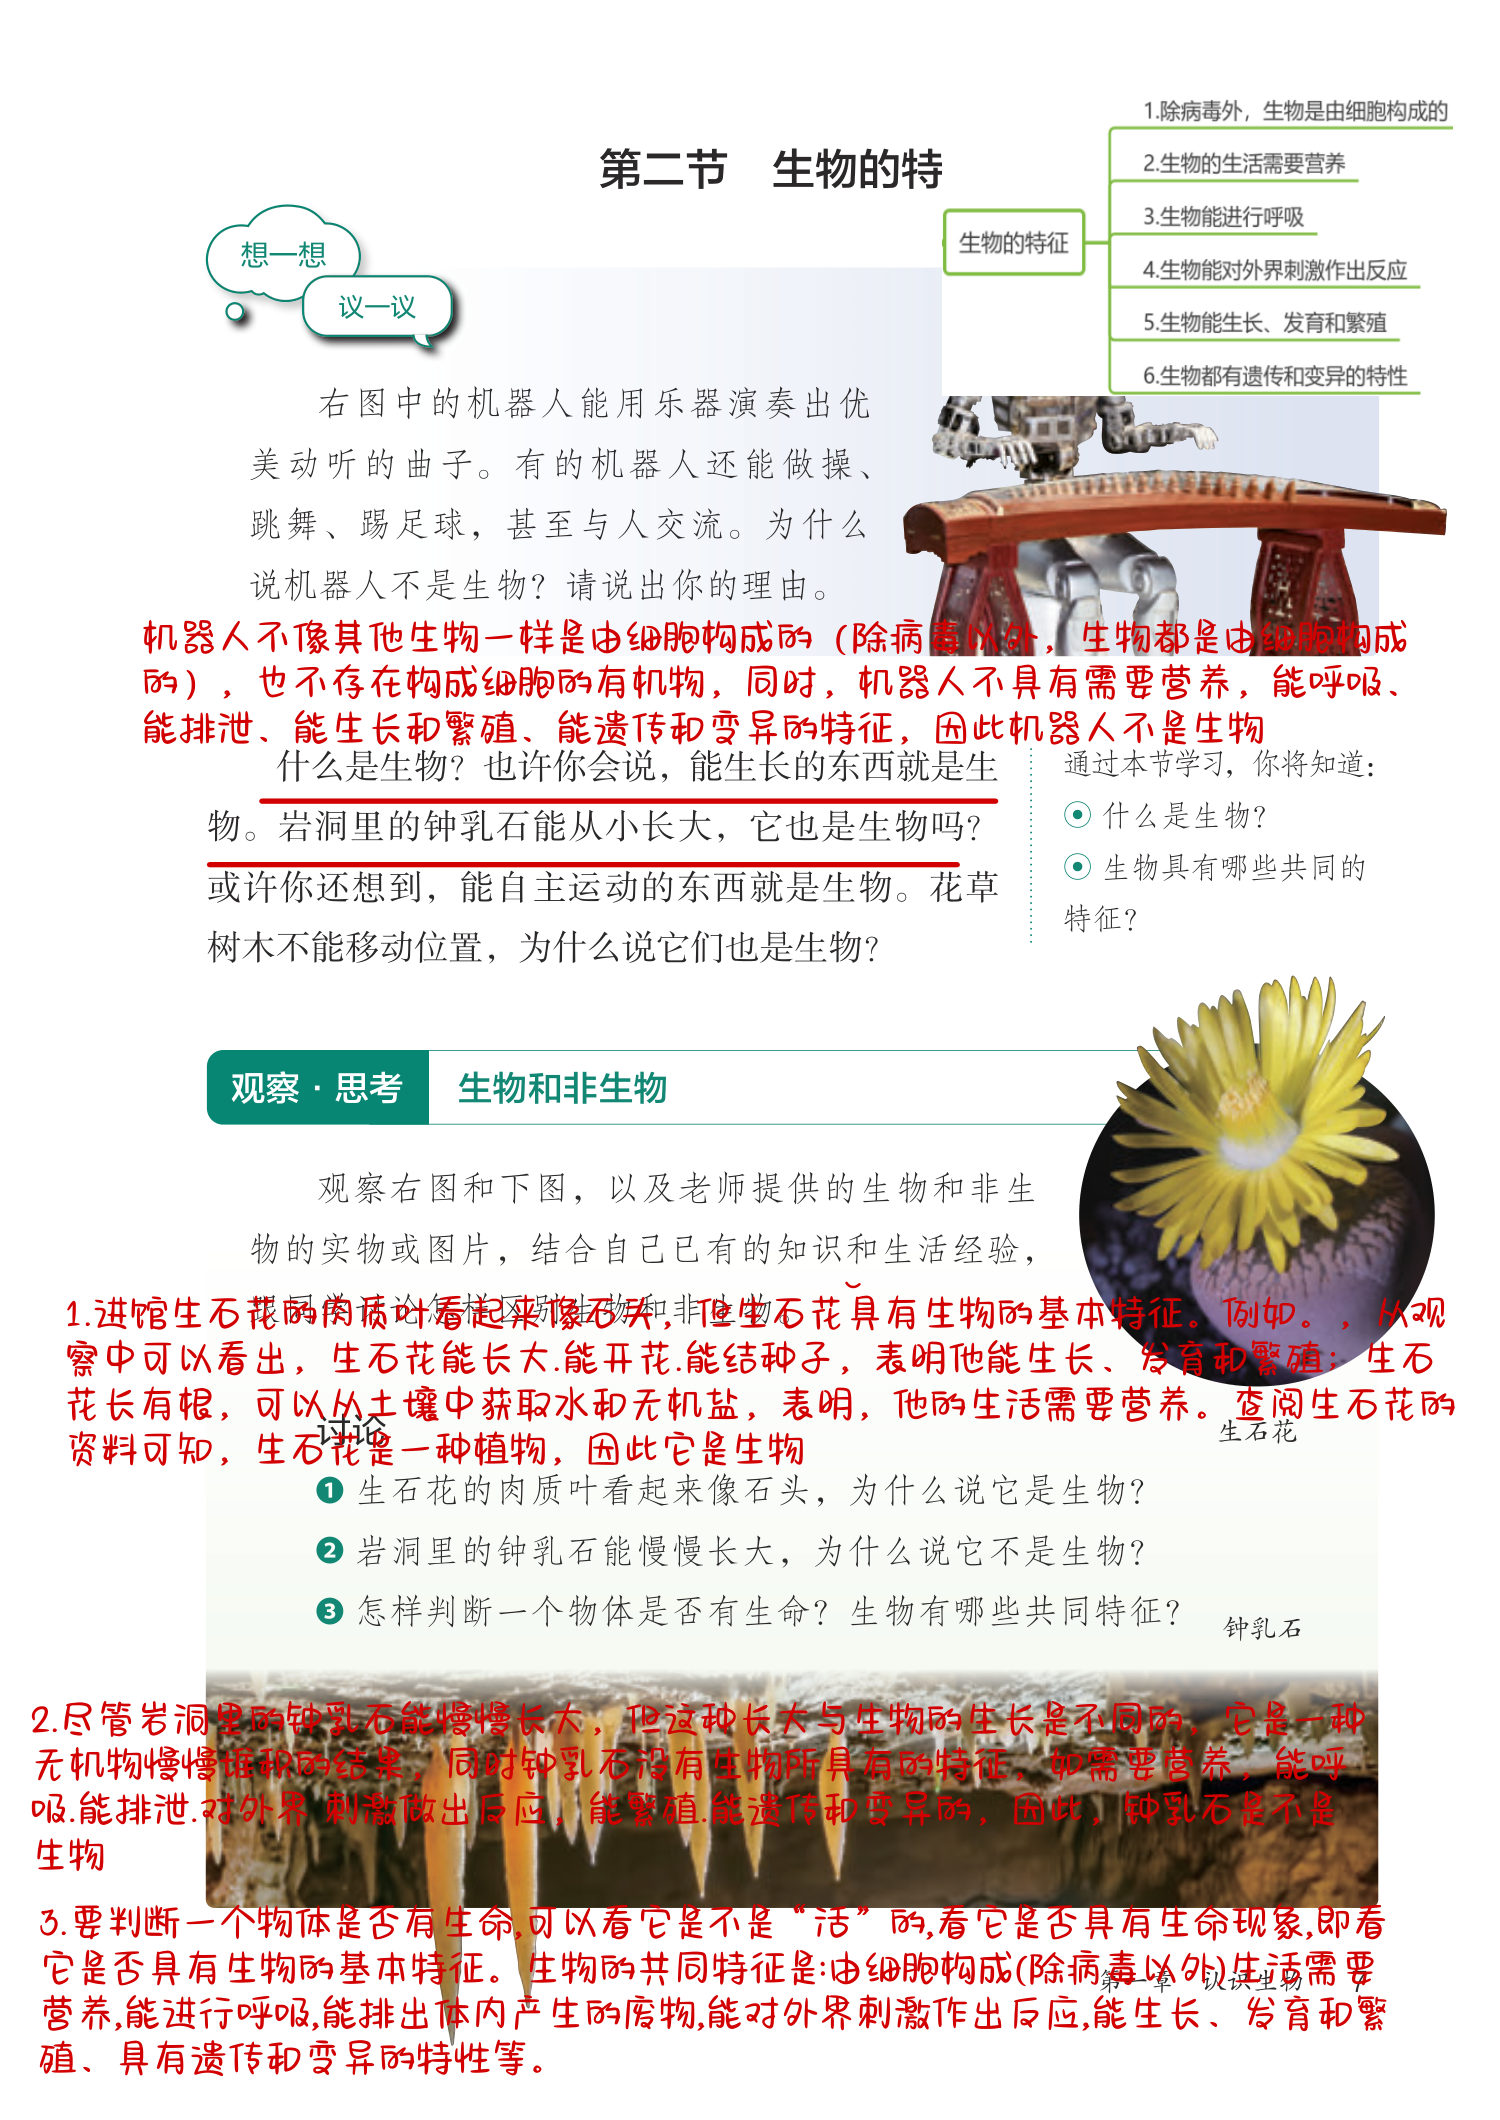 第二节 生物的特
1.除病毒外，生物是由细胞构成的
2.生物的生活需要营养
3.生物能进行呼吸
生物的特征
4.生物能对外界刺激作出反应
5.生物能生长、发育和繁殖
6.生物都有遗传和变异的特性
想一想
议一议
右图中的机器人能用乐器演奏出优
美动听的曲子。有的机器人还能做操、
跳舞、踢足球，甚至与人交流。为什么
说机器人不是生物？请说出你的理由。
机器人不像其他生物一样是由细胞构成的（除病毒以外，生物都是由细胞构成
的），也不存在构成细胞的有机物，同时，机器人不具有需要营养，能呼吸、
能排泄、能生长和繁殖、能遗传和变异的特征，因此机器人不是生物
什么是生物？也许你会说，能生长的东西就是生
物。岩洞里的钟乳石能从小长大，它也是生物吗？
或许你还想到，能自主运动的东西就是生物。花草
树木不能移动位置，为什么说它们也是生物？
通过本节学习，你将知道：
什么是生物？
生物具有哪些共同的
特征？
观察·思考 生物和非生物
观察右图和下图，以及老师提供的生物和非生
物的实物或图片，结合自己已有的知识和生活经验，
跟同学讨论怎样区别生物和非生物。
1.进馆生石花的肉质叶看起来像石头，但生石花具有生物的基本特征。例如。，从观
察中可以看出，生石花能长大.能开花.能结种子，表明他能生长、发育和繁殖；生石
花长有根，可以从土壤中获取水和无机盐，表明，他的生活需要营养。查阅生石花的
资料可知，生石花是一种植物，因此它是生物
生石花
讨论
1 生石花的肉质叶看起来像石头，为什么说它是生物？
2 岩洞里的钟乳石能慢慢长大，为什么说它不是生物？
3 怎样判断一个物体是否有生命？生物有哪些共同特征？
钟乳石
2.尽管岩洞里的钟乳石能慢慢长大，但这种长大与生物的生长是不同的，它是一种
无机物慢慢堆积的结果，同时钟乳石没有生物所具有的特征，如需要营养，能呼
吸.能排泄.对外界 刺激做出反应，能繁殖.能遗传和变异的，因此，钟乳石是不是
生物
3.要判断一个物体是否有生命,可以看它是不是“活”的,看它是否具有生命现象,即看
它是否具有生物的基本特征。生物的共同特征是:由细胞构成(除病毒以外)生活需要
营养,能进行呼吸,能排出体内产生的废物,能对外界刺激作出反应,能生长、发育和繁
殖、具有遗传和变异的特性等。
第一章 认识生物 7